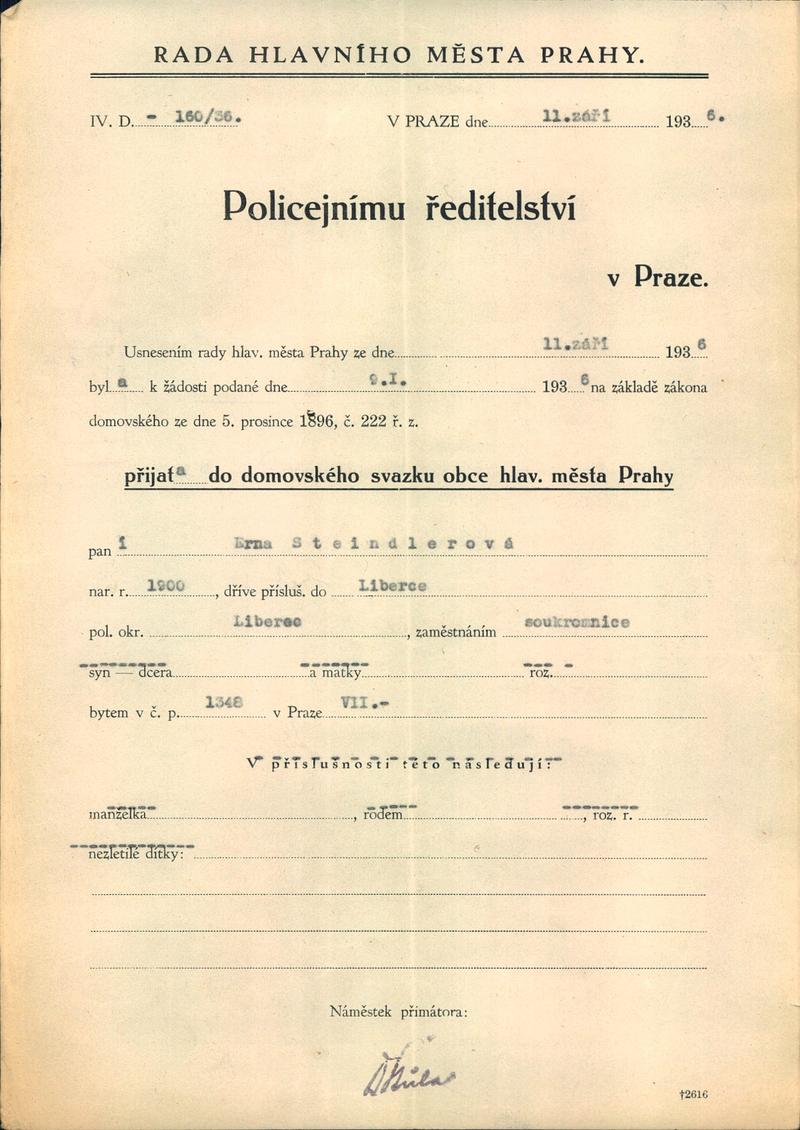 RADA HLAVNÍHO MĚSTA PRAHY.
IV. D. - 160/36. V PRAZE dne 11.září 1936.
Policejnímu ředitelství
v Praze.
Usnesením rady hlav. města Prahy ze dne 11.září 1936
byl a k žádosti podané dne 9.I. 1936 na základě zákona
domovského ze dne 5. prosince 1896, č. 222 ř. z.
přijat a do domovského svazku obce hlav. města Prahy
pan í Erna Steindlerová
nar. r. 1900, dříve přísluš. do Liberce
pol. okr. Liberec, zaměstnáním soukromnice
syn — dcera a matky roz.
bytem v č. p. 1348 v Praze VII.-
V příslušnosti této následují:
manželka, rodem, roz. r.
nezletilé dítky:
Náměstek přimátora:
†2616